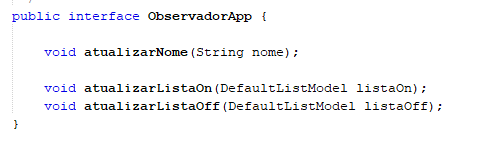 public interface ObservadorApp {
void atualizarNome(String nome);
void atualizarListaOn(DefaultListModel listaOn);
void atualizarListaOff(DefaultListModel listaOff);
}